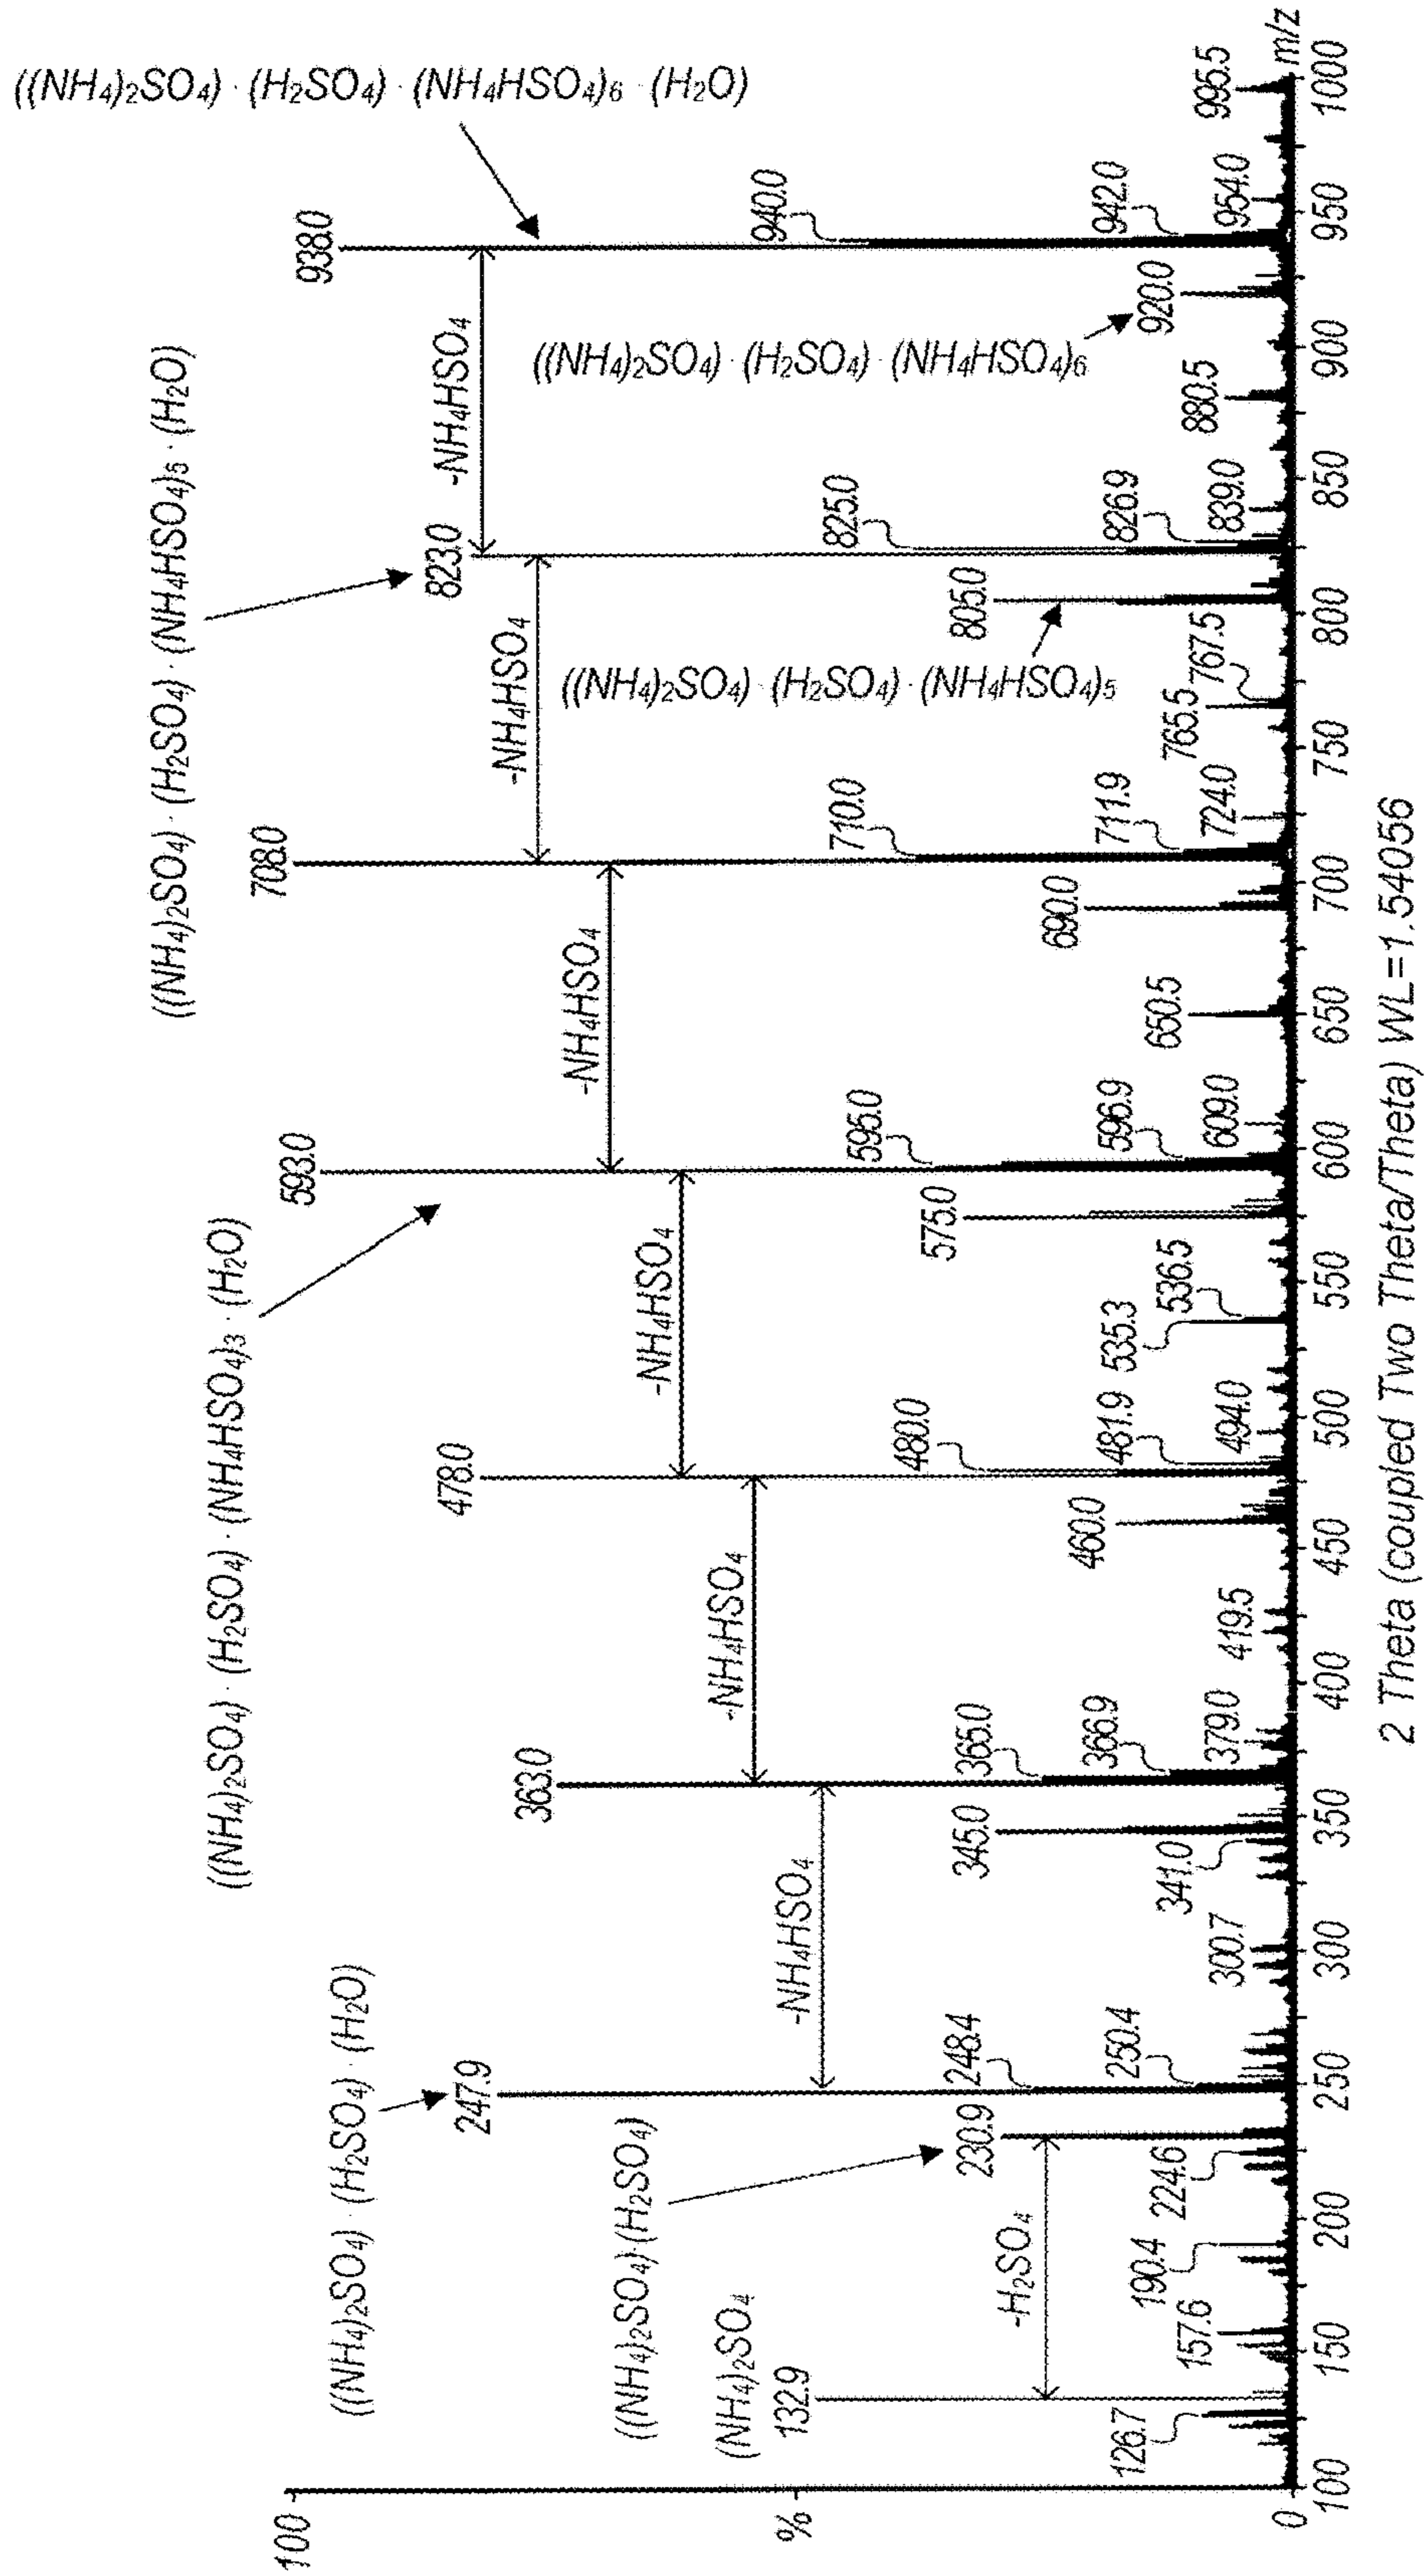 ((NH4)2SO4) · (H2SO4) · (NH4HSO4)6 · (H2O)
((NH4)2SO4) · (H2SO4) · (NH4HSO4)5 · (H2O)
((NH4)2SO4) · (H2SO4) · (NH4HSO4)3 · (H2O)
((NH4)2SO4) · (H2SO4) · (H2O)
((NH4)2SO4)·(H2SO4)
(NH4)2SO4
((NH4)2SO4) · (H2SO4) · (NH4HSO4)5
((NH4)2SO4) · (H2SO4) · (NH4HSO4)6
100
%
0
126.7
132.9
157.6
190.4
224.6
230.9
247.9
248.4
250.4
300.7
341.0
345.0
363.0
365.0
366.9
379.0
419.5
460.0
478.0
480.0
481.9
494.0
535.3
536.5
575.0
593.0
595.0
596.9
609.0
650.5
690.0
708.0
710.0
711.9
724.0
765.5
767.5
805.0
823.0
825.0
826.9
839.0
880.5
920.0
938.0
940.0
942.0
954.0
995.5
-H2SO4
-NH4HSO4
-NH4HSO4
-NH4HSO4
-NH4HSO4
-NH4HSO4
-NH4HSO4
100 150 200 250 300 350 400 450 500 550 600 650 700 750 800 850 900 950 1000
m/z
2 Theta (coupled Two Theta/Theta) WL=1.54056